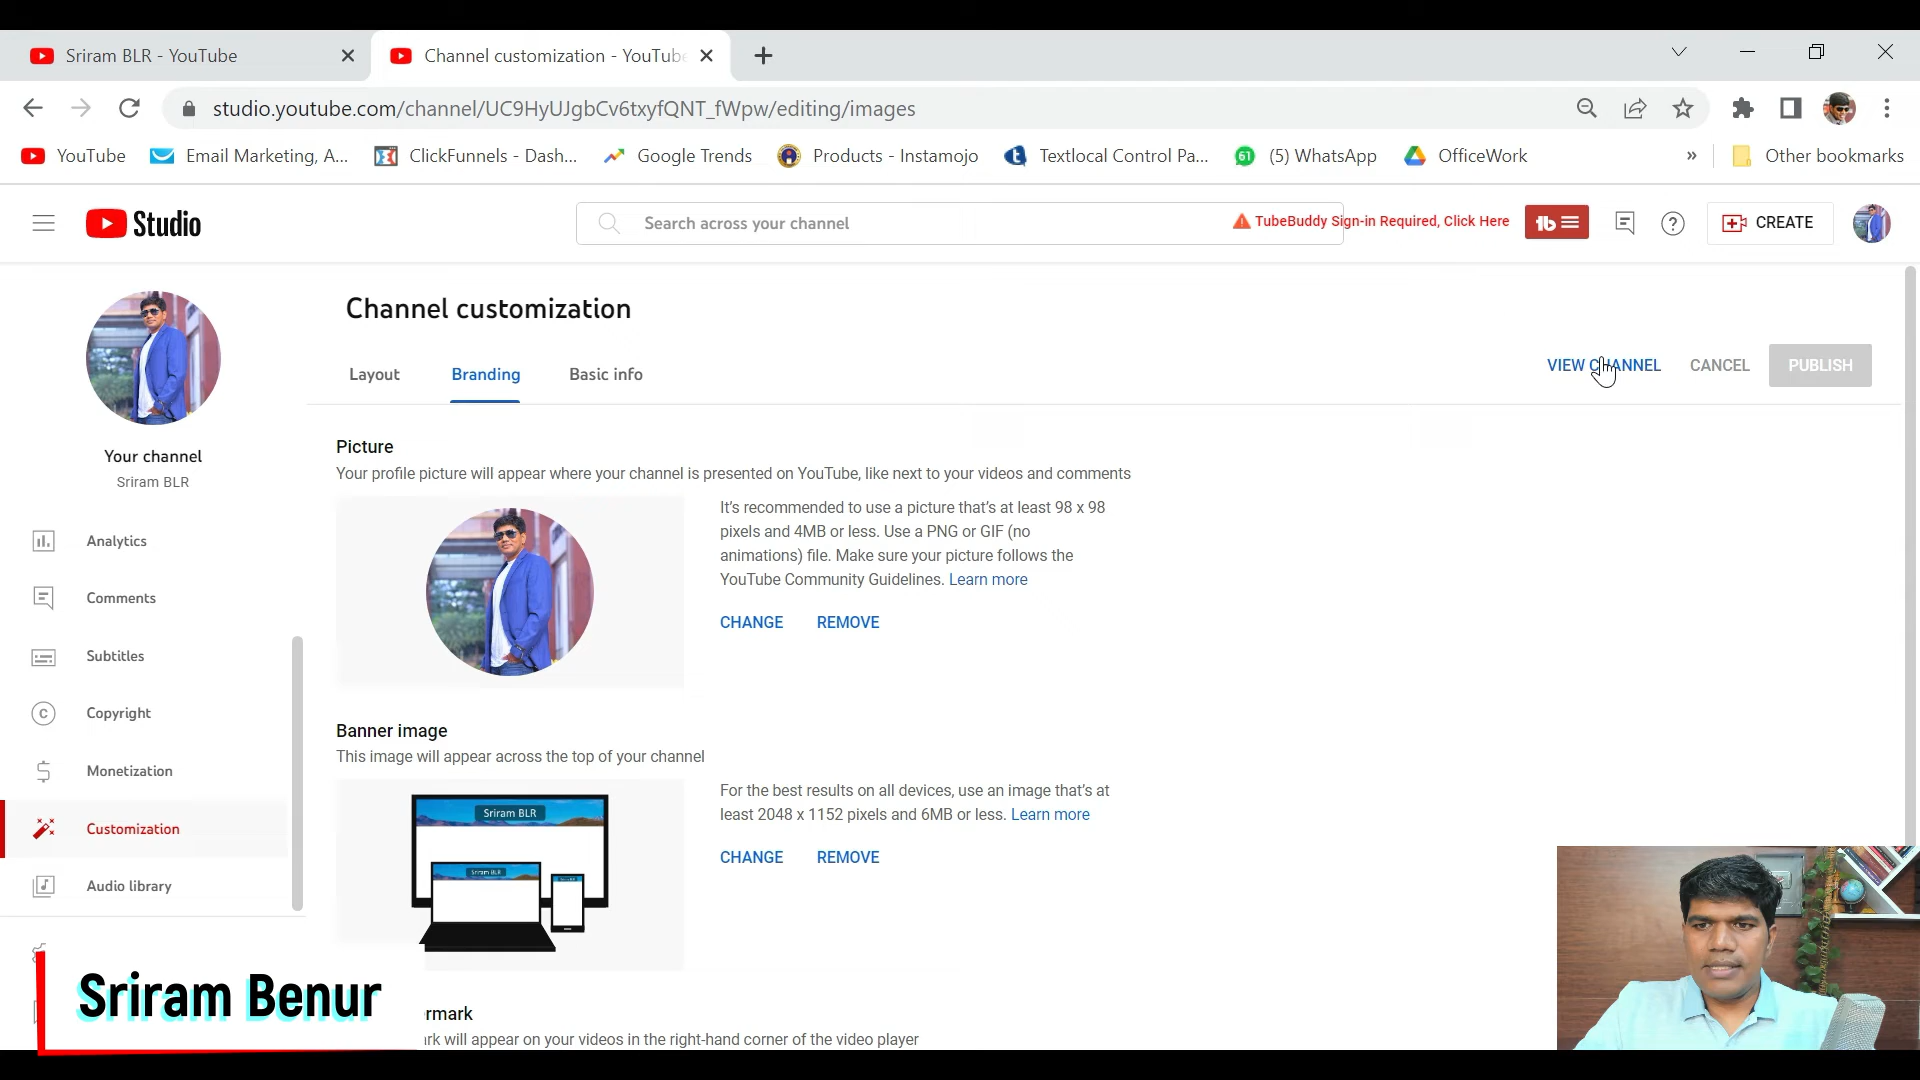 Sriram BLR - YouTube
Channel customization - YouTube
studio.youtube.com/channel/UC9HyUJgbCv6txyfQNT_fWpw/editing/images
YouTube
Email Marketing, A...
ClickFunnels - Dash...
Google Trends
Products - Instamojo
Textlocal Control Pa...
61
(5) WhatsApp
OfficeWork
»
Other bookmarks
Studio
Search across your channel
TubeBuddy Sign-in Required, Click Here
tb
CREATE
Channel customization
Layout
Branding
Basic info
VIEW CHANNEL
CANCEL
PUBLISH
Your channel
Sriram BLR
Analytics
Comments
Subtitles
Copyright
Monetization
Customization
Audio library
Picture
Your profile picture will appear where your channel is presented on YouTube, like next to your videos and comments
It's recommended to use a picture that's at least 98 x 98
pixels and 4MB or less. Use a PNG or GIF (no
animations) file. Make sure your picture follows the
YouTube Community Guidelines. Learn more
CHANGE
REMOVE
Banner image
This image will appear across the top of your channel
Sriram BLR
Sriram BLR
For the best results on all devices, use an image that's at
least 2048 x 1152 pixels and 6MB or less. Learn more
CHANGE
REMOVE
rmark
rk will appear on your videos in the right-hand corner of the video player
Sriram Benur